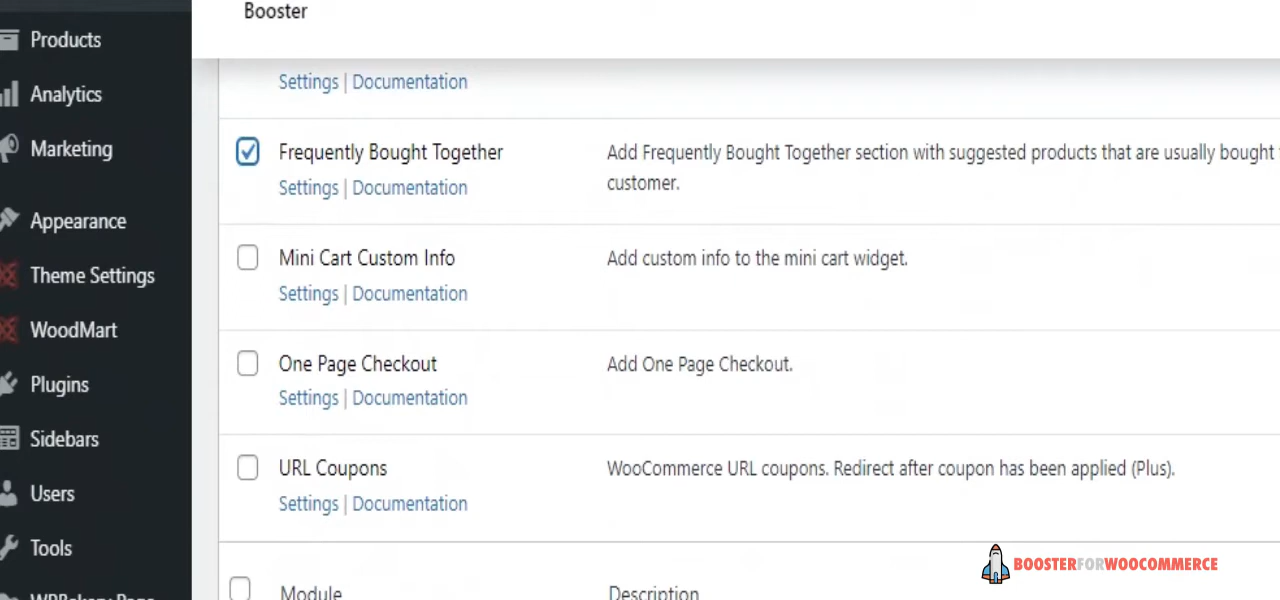 Booster
Products
Analytics
Marketing
Appearance
Theme Settings
WoodMart
Plugins
Sidebars
Users
Tools
Settings | Documentation
Frequently Bought Together
Add Frequently Bought Together section with suggested products that are usually bought
customer.
Settings | Documentation
Mini Cart Custom Info
Add custom info to the mini cart widget.
Settings | Documentation
One Page Checkout
Add One Page Checkout.
Settings | Documentation
URL Coupons
WooCommerce URL coupons. Redirect after coupon has been applied (Plus).
Settings | Documentation
Module
Description
BOOSTERFORWOOCOMMERCE